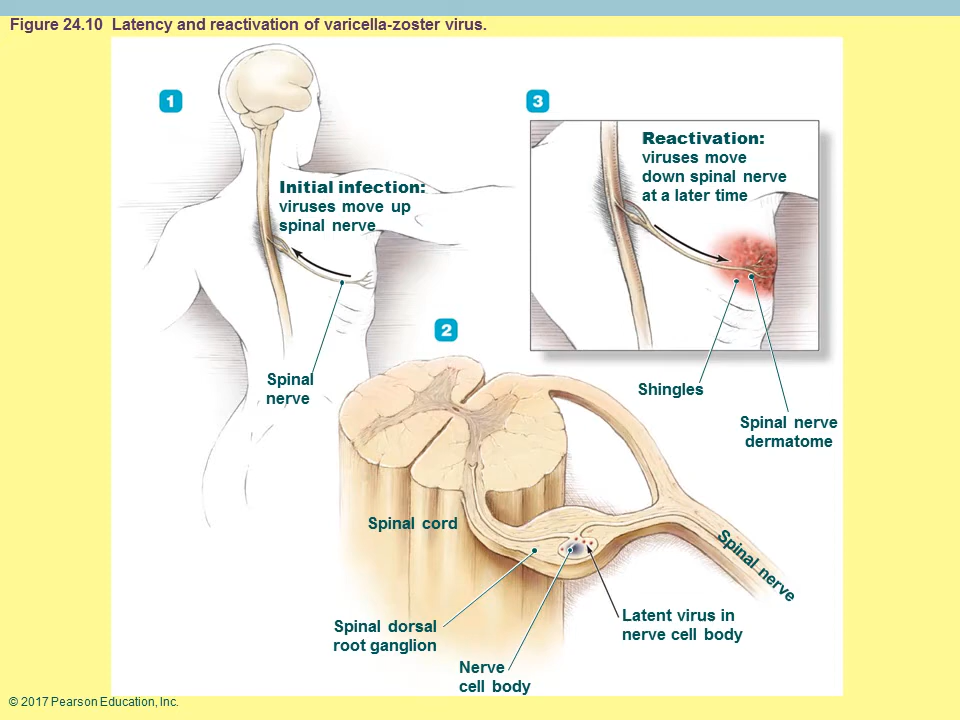 Figure 24.10 Latency and reactivation of varicella-zoster virus.
1
Initial infection:
viruses move up
spinal nerve
Spinal
nerve
2
Spinal cord
Spinal dorsal
root ganglion
Nerve
cell body
Latent virus in
nerve cell body
Spinal nerve
3
Reactivation:
viruses move
down spinal nerve
at a later time
Shingles
Spinal nerve
dermatome
© 2017 Pearson Education, Inc.